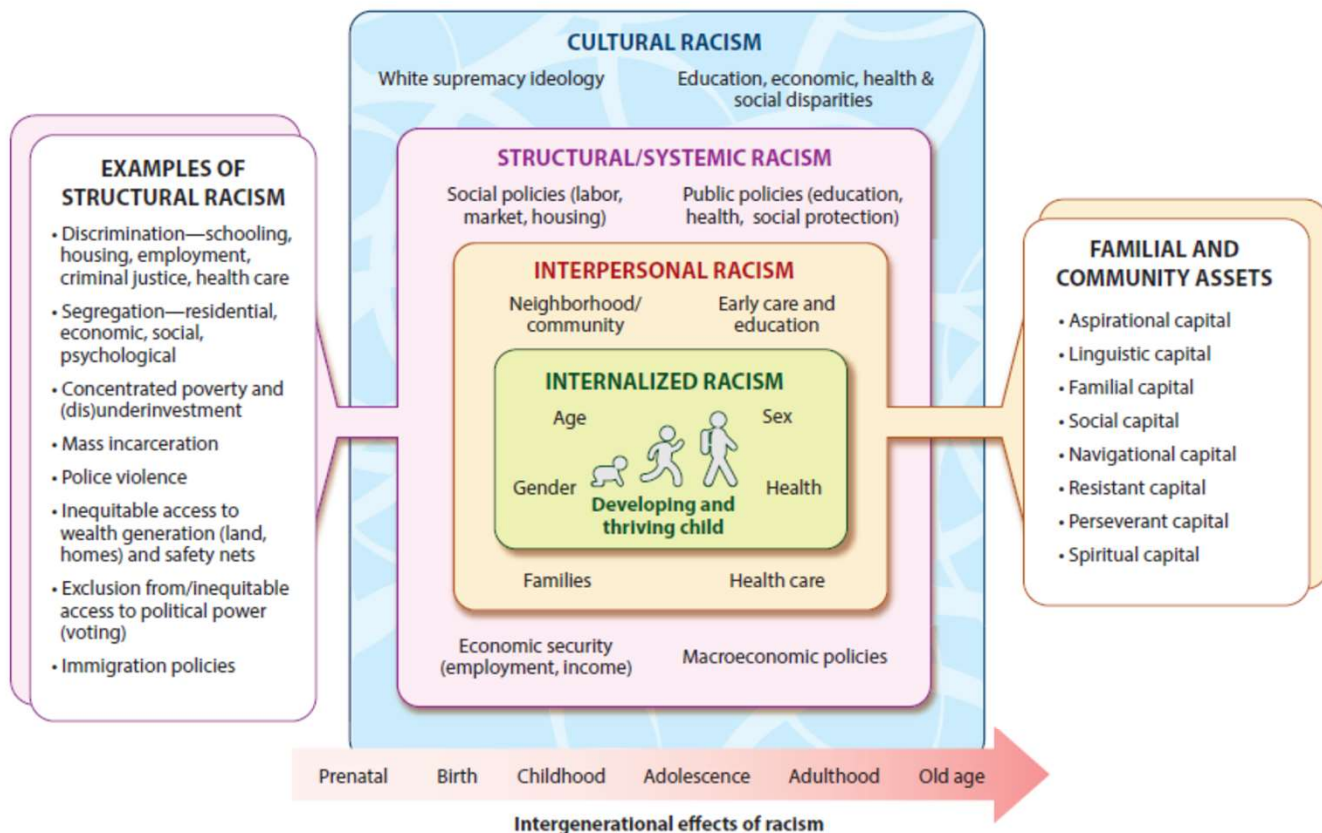 CULTURAL RACISM
White supremacy ideology
Education, economic, health &
social disparities
STRUCTURAL/SYSTEMIC RACISM
Social policies (labor,
market, housing)
Public policies (education,
health, social protection)
INTERPERSONAL RACISM
Neighborhood/
community
Early care and
education
INTERNALIZED RACISM
Age
Sex
Gender
Health
Developing and
thriving child
Families
Health care
Economic security
(employment, income)
Macroeconomic policies
EXAMPLES OF
STRUCTURAL RACISM
• Discrimination—schooling,
housing, employment,
criminal justice, health care
• Segregation—residential,
economic, social,
psychological
• Concentrated poverty and
(dis)underinvestment
• Mass incarceration
• Police violence
• Inequitable access to
wealth generation (land,
homes) and safety nets
• Exclusion from/inequitable
access to political power
(voting)
• Immigration policies
FAMILIAL AND
COMMUNITY ASSETS
• Aspirational capital
• Linguistic capital
• Familial capital
• Social capital
• Navigational capital
• Resistant capital
• Perseverant capital
• Spiritual capital
Prenatal Birth Childhood Adolescence Adulthood Old age
Intergenerational effects of racism